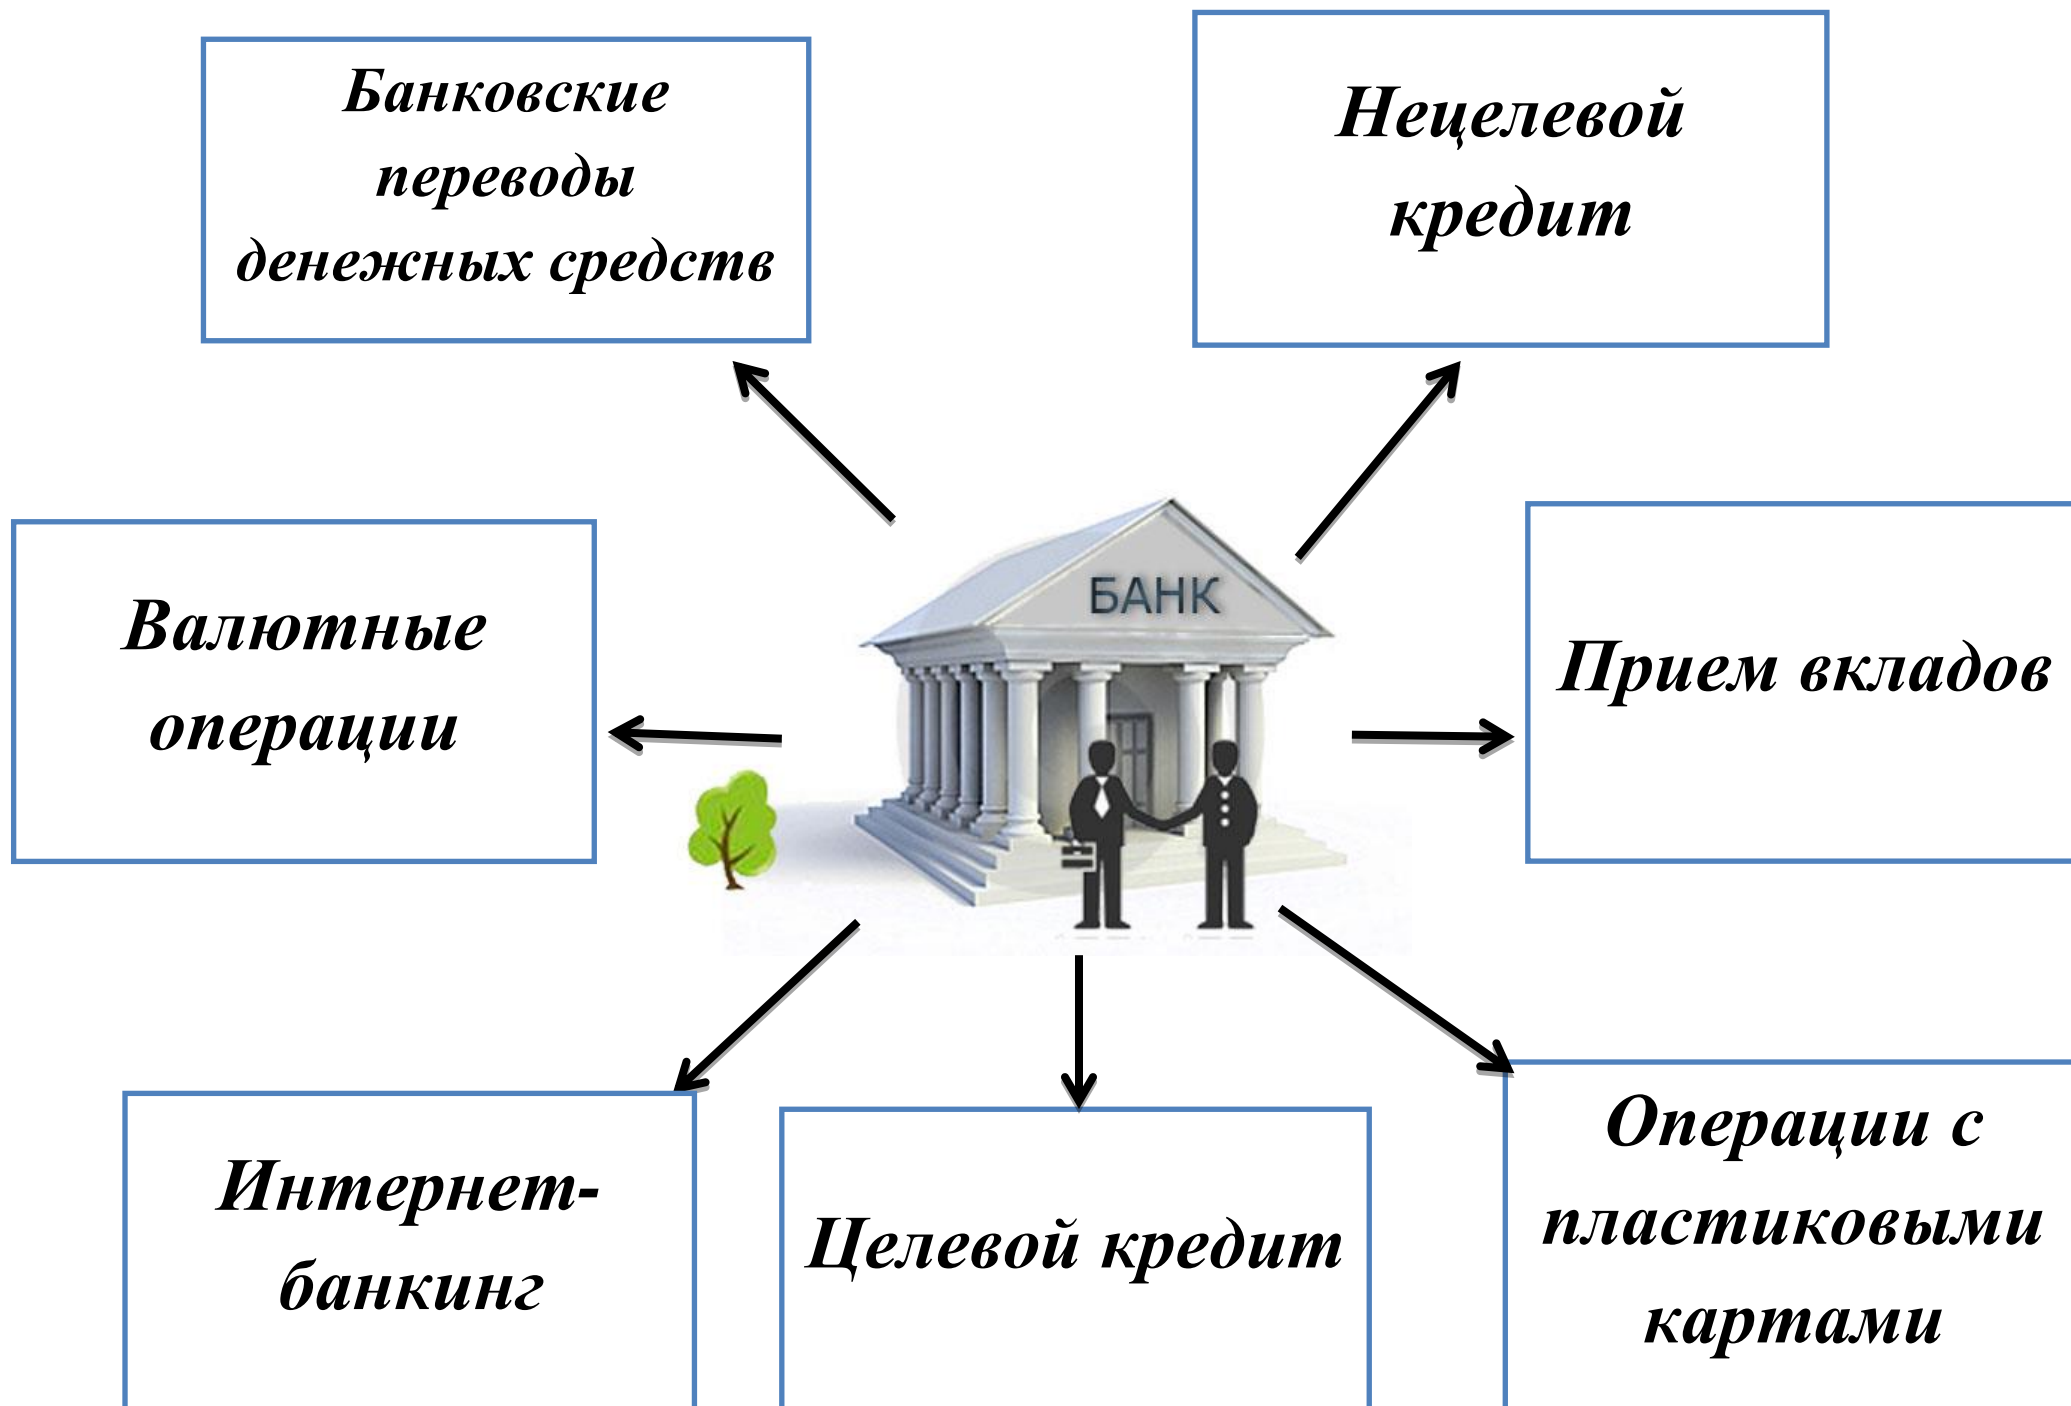 Банковские
переводы
денежных средств
Нецелевой
кредит
Валютные
операции
БАНК
Прием вкладов
Интернет-
банкинг
Целевой кредит
Операции с
пластиковыми
картами